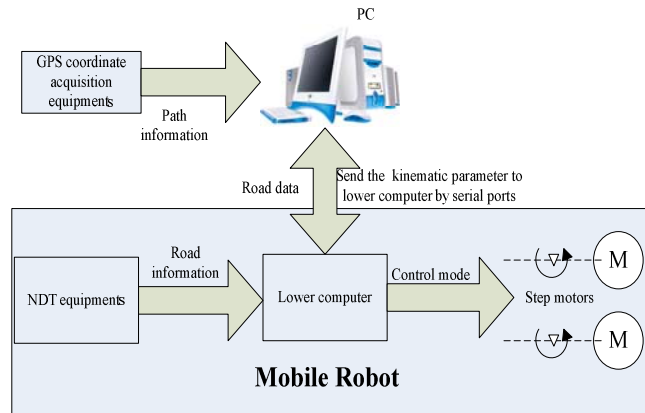 PC
GPS coordinate
acquisition
equipments
Path
information
Road data
Send the kinematic parameter to
lower computer by serial ports
Road
information
NDT equipments
Lower computer
Control mode
Step motors
M
M
Mobile Robot